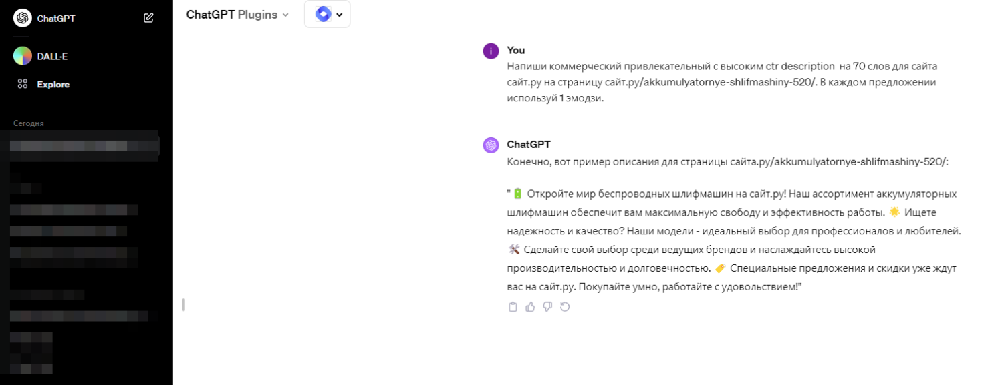 ChatGPT
DALL·E
Explore
Сегодня
ChatGPT Plugins
i
You
Напиши коммерческий привлекательный с высоким ctr description на 70 слов для сайта
сайт.ру на страницу сайт.ру/akkumulyatornye-shlifmashiny-520/. В каждом предложении
используй 1 эмодзи.
ChatGPT
Конечно, вот пример описания для страницы сайта.ру/akkumulyatornye-shlifmashiny-520/:
"🔋 Откройте мир беспроводных шлифмашин на сайт.ру! Наш ассортимент аккумуляторных
шлифмашин обеспечит вам максимальную свободу и эффективность работы. 🌟 Ищете
надежность и качество? Наши модели - идеальный выбор для профессионалов и любителей.
🛠️ Сделайте свой выбор среди ведущих брендов и наслаждайтесь высокой
производительностью и долговечностью. 🏷️ Специальные предложения и скидки уже ждут
вас на сайт.ру. Покупайте умно, работайте с удовольствием!"